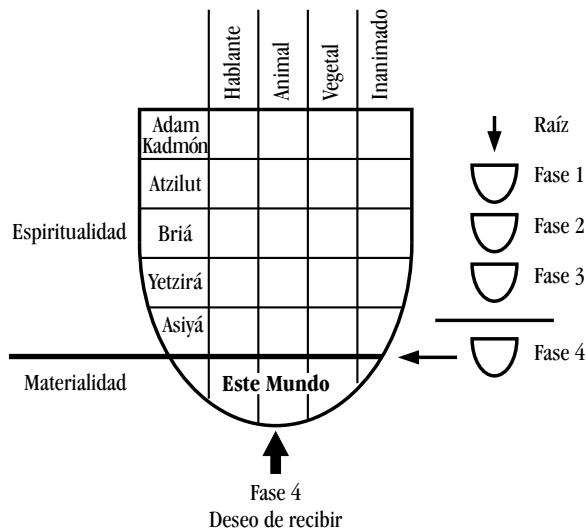 Hablante
Animal
Vegetal
Inanimado
Adam
Kadmón
Atzilut
Briá
Yetzirá
Asiyá
Espiritualidad
Materialidad
Este Mundo
Raíz
Fase 1
Fase 2
Fase 3
Fase 4
Fase 4
Deseo de recibir